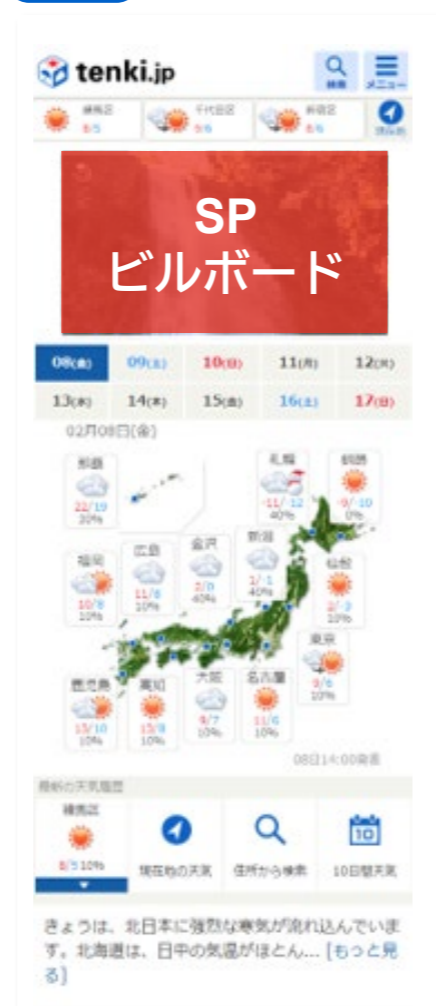 tenki.jp
検索
メニュー
練馬区
千代田区
新宿区
8/5
9/6
8/6
現在地
SP
ビルボード
08(金) 09(土) 10(日) 11(月) 12(火)
13(水) 14(木) 15(金) 16(土) 17(日)
02月08日(金)
那覇
22/19
20%
札幌
-11/-12
40%
釧路
-9/-10
0%
福岡
10/8
10%
広島
11/8
10%
金沢
2/0
40%
新潟
1/-1
40%
仙台
10%
東京
9/6
10%
鹿児島
15/10
10%
高知
10%
大阪
9/7
10%
名古屋
11/6
10%
08日14:00発表
最新の天気履歴
練馬区
8/5 10%
現在地の天気
住所から検索
10
10日間天気
きょうは、北日本に強烈な寒気が流れ込んでいま
す。北海道は、日中の気温がほとん... [もっと見
る]